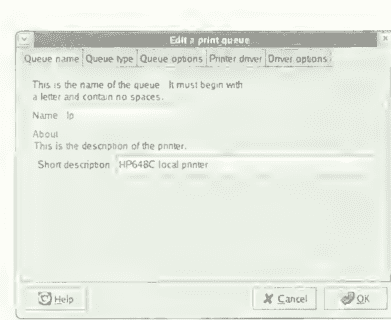 Edit a print queue
Queue name Queue type Queue options Printer driver Driver options
This is the name of the queue It must begin with
a letter and contain no spaces.
Name lp
About
This is the description of the printer.
Short description HP648C local printer
Help Cancel OK